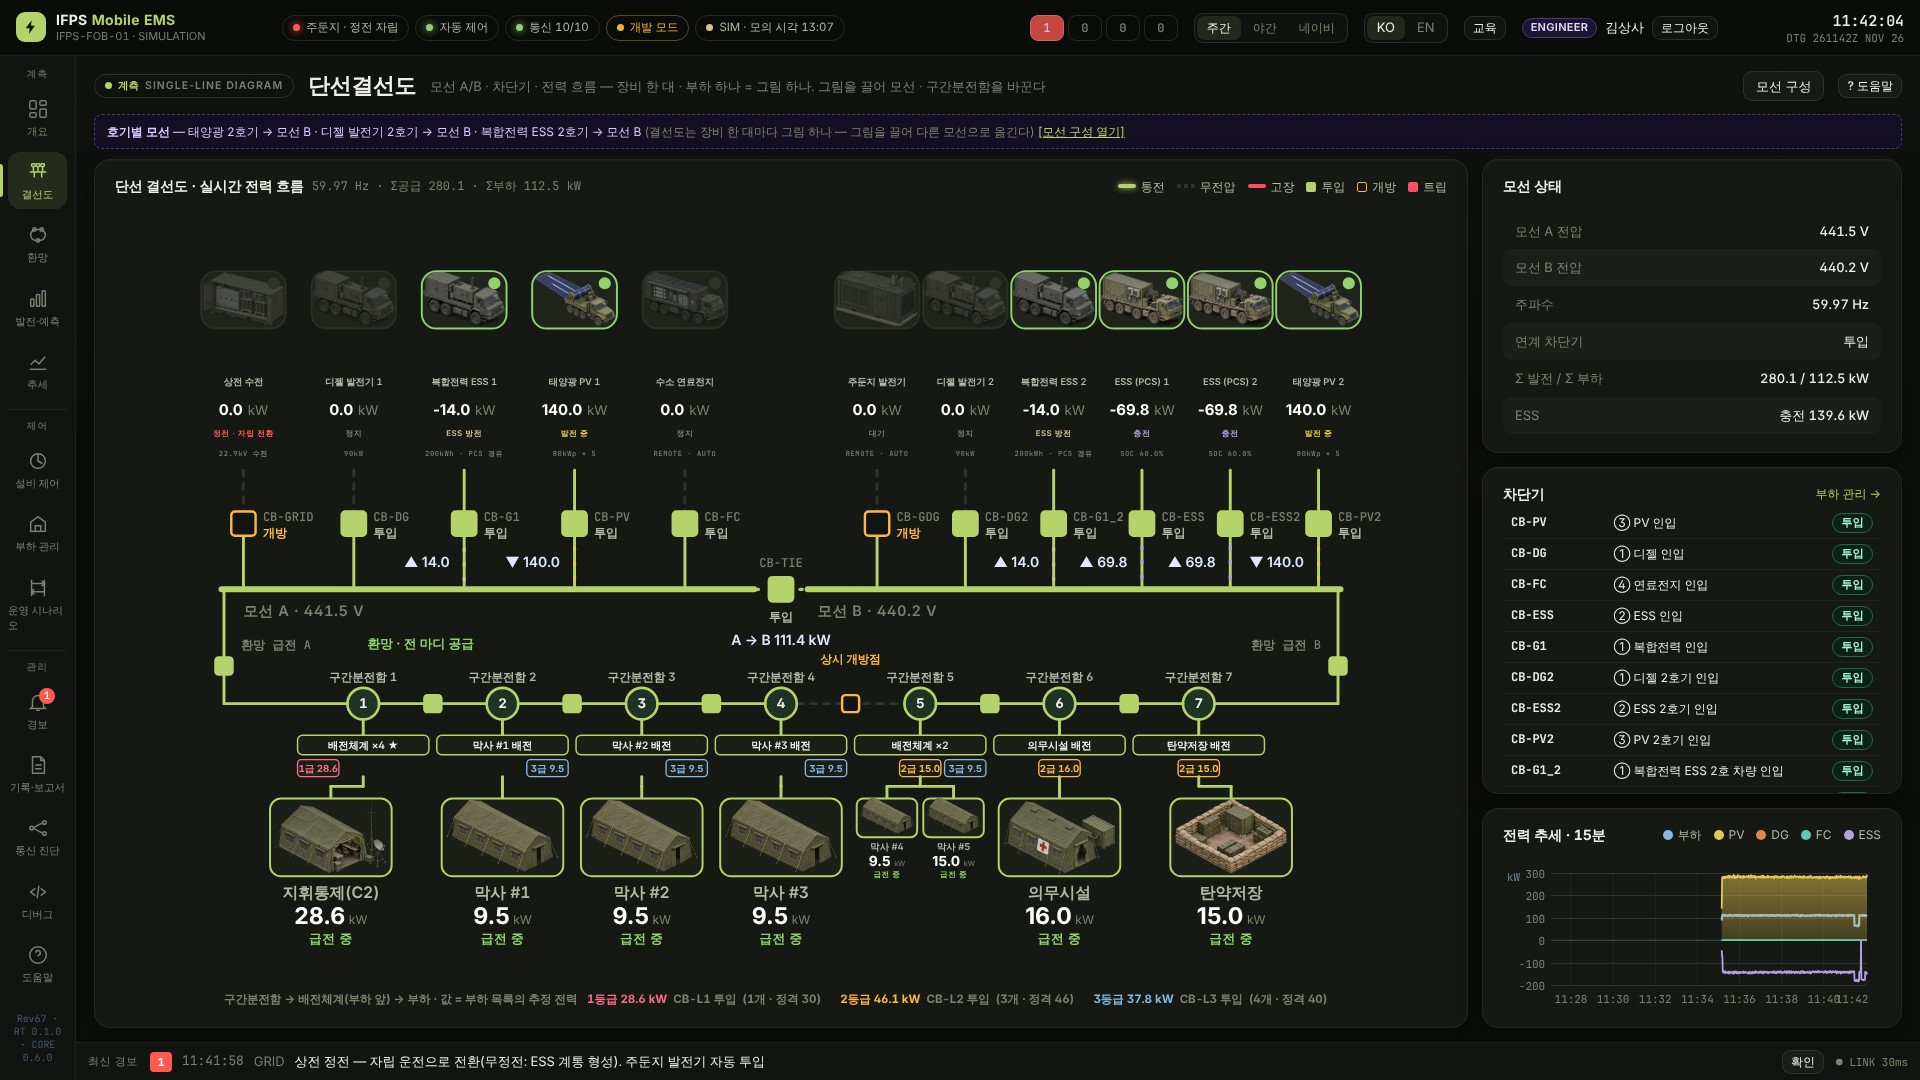 IFPS Mobile EMS
IFPS-FOB-01 · SIMULATION
주둔지 · 정전 자립
자동 제어
통신 10/10
개발 모드
SIM · 모의 시각 13:07
1 0 0 0
주간 야간 네이비
KO EN
교육
ENGINEER 김상사 로그아웃
11:42:04
DTG 261142Z NOV 26
계측
개요
결선도
환망
발전·예측
추세
제어
설비 제어
부하 관리
운영 시나리
오
관리
1
경보
기록·보고서
통신 진단
디버그
도움말
Rev67 ·
RT 0.1.0
· CORE
0.6.0
계측 SINGLE-LINE DIAGRAM
단선결선도
모선 A/B · 차단기 · 전력 흐름 — 장비 한 대 · 부하 하나 = 그림 하나. 그림을 끌어 모선 · 구간분전함을 바꾼다
모선 구성
? 도움말
호기별 모선 — 태양광 2호기 → 모선 B · 디젤 발전기 2호기 → 모선 B · 복합전력 ESS 2호기 → 모선 B (결선도는 장비 한 대마다 그림 하나 — 그림을 끌어 다른 모선으로 옮긴다) [모선 구성 열기]
단선 결선도 · 실시간 전력 흐름 59.97 Hz · Σ공급 280.1 · Σ부하 112.5 kW
통전 무전압 고장 투입 개방 트립
상전 수전 디젤 발전기 1 복합전력 ESS 1 태양광 PV 1 수소 연료전지 주둔지 발전기 디젤 발전기 2 복합전력 ESS 2 ESS (PCS) 1 ESS (PCS) 2 태양광 PV 2
0.0 kW 0.0 kW -14.0 kW 140.0 kW 0.0 kW 0.0 kW 0.0 kW -14.0 kW -69.8 kW -69.8 kW 140.0 kW
정전 · 자립 전환 정지 ESS 방전 발전 중 정지 대기 정지 ESS 방전 충전 충전 발전 중
22.9kV 수전 90kW 200kWh · PCS 경유 80kWp × 5 REMOTE · AUTO REMOTE · AUTO 90kW 200kWh · PCS 경유 SOC 60.0% SOC 60.0% 80kWp × 5
CB-GRID CB-DG CB-G1 CB-PV CB-FC CB-GDG CB-DG2 CB-G1_2 CB-ESS CB-ESS2 CB-PV2
개방 투입 투입 투입 투입 개방 투입 투입 투입 투입 투입
▲ 14.0 ▼ 140.0 CB-TIE ▲ 14.0 ▲ 69.8 ▲ 69.8 ▼ 140.0
모선 A · 441.5 V 투입 모선 B · 440.2 V
환망 급전 A 환망 · 전 마디 공급 A → B 111.4 kW 환망 급전 B
상시 개방점
구간분전함 1 구간분전함 2 구간분전함 3 구간분전함 4 구간분전함 5 구간분전함 6 구간분전함 7
1 2 3 4 5 6 7
배전체계 ×4 ★ 막사 #1 배전 막사 #2 배전 막사 #3 배전 배전체계 ×2 의무시설 배전 탄약저장 배전
1급 28.6 3급 9.5 3급 9.5 3급 9.5 2급 15.0 3급 9.5 2급 16.0 2급 15.0
막사 #4 막사 #5
9.5 kW 15.0 kW
급전 중 급전 중
지휘통제(C2) 막사 #1 막사 #2 막사 #3 의무시설 탄약저장
28.6 kW 9.5 kW 9.5 kW 9.5 kW 16.0 kW 15.0 kW
급전 중 급전 중 급전 중 급전 중 급전 중 급전 중
구간분전함 → 배전체계(부하 앞) → 부하 · 값 = 부하 목록의 추정 전력 1등급 28.6 kW CB-L1 투입 (1개 · 정격 30) 2등급 46.1 kW CB-L2 투입 (3개 · 정격 46) 3등급 37.8 kW CB-L3 투입 (4개 · 정격 40)
모선 상태
모선 A 전압 441.5 V
모선 B 전압 440.2 V
주파수 59.97 Hz
연계 차단기 투입
Σ 발전 / Σ 부하 280.1 / 112.5 kW
ESS 충전 139.6 kW
차단기 부하 관리 →
CB-PV ③ PV 인입 투입
CB-DG ① 디젤 인입 투입
CB-FC ④ 연료전지 인입 투입
CB-ESS ② ESS 인입 투입
CB-G1 ① 복합전력 인입 투입
CB-DG2 ① 디젤 2호기 인입 투입
CB-ESS2 ② ESS 2호기 인입 투입
CB-PV2 ③ PV 2호기 인입 투입
CB-G1_2 ① 복합전력 ESS 2호 차량 인입 투입
전력 추세 · 15분 부하 PV DG FC ESS
kW 300
200
100
0
-100
-200
11:28 11:30 11:32 11:34 11:36 11:38 11:40 11:42
최신 경보 1 11:41:58 GRID 상전 정전 — 자립 운전으로 전환(무정전: ESS 계통 형성). 주둔지 발전기 자동 투입
확인
LINK 30ms